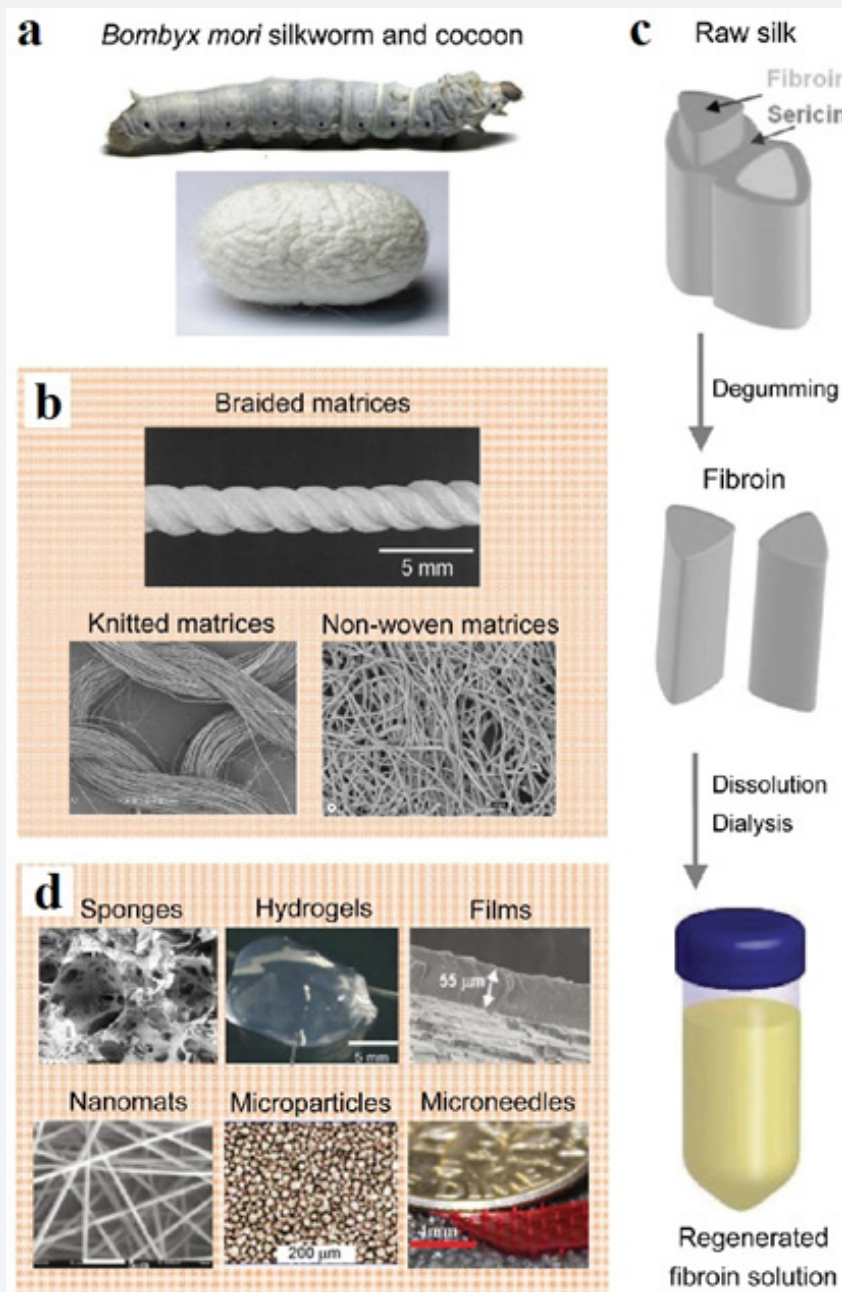 a
Bombyx mori silkworm and cocoon
b
Braided matrices
5 mm
Knitted matrices
Non-woven matrices
d
Sponges
Hydrogels
Films
5 mm
55 μm
Nanomats
Microparticles
Microneedles
200 μm
1mm
c
Raw silk
Fibroin
Sericin
Degumming
Fibroin
Dissolution
Dialysis
Regenerated
fibroin solution